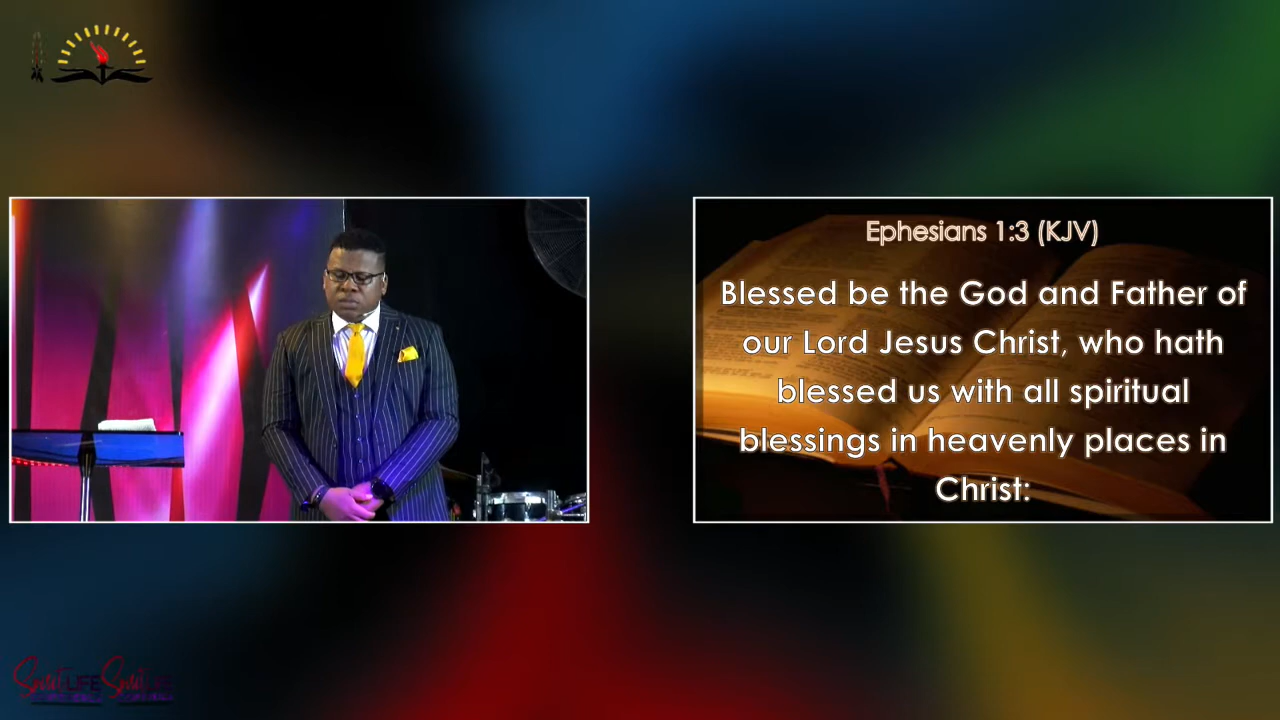 Ephesians 1:3 (KJV)
Blessed be the God and Father of
our Lord Jesus Christ, who hath
blessed us with all spiritual
blessings in heavenly places in
Christ: